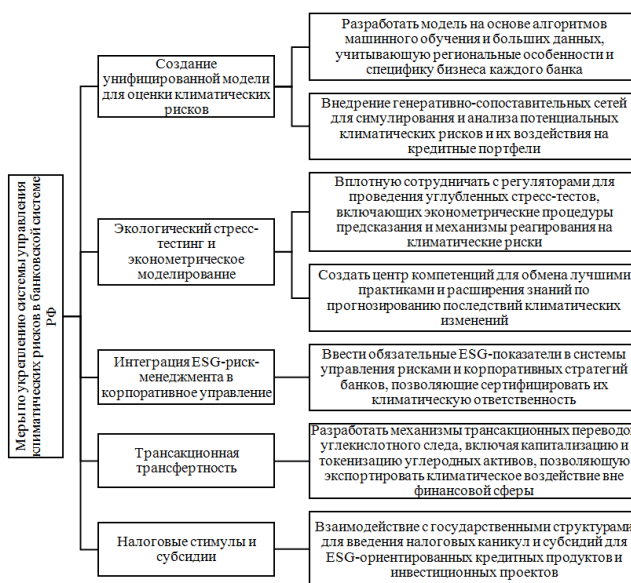 Меры по укреплению системы управления
климатических рисков в банковской системе
РФ
Создание
унифицированной модели
для оценки климатических
рисков
Разработать модель на основе алгоритмов
машинного обучения и больших данных,
учитывающую региональные особенности и
специфику бизнеса каждого банка
Внедрение генеративно-сопоставительных сетей
для симулирования и анализа потенциальных
климатических рисков и их воздействия на
кредитные портфели
Экологический стресс-
тестинг и
эконометрическое
моделирование
Вплотную сотрудничать с регуляторами для
проведения углубленных стресс-тестов,
включающих эконометрические процедуры
предсказания и механизмы реагирования на
климатические риски
Создать центр компетенций для обмена лучшими
практиками и расширения знаний по
прогнозированию последствий климатических
изменений
Интеграция ESG-риск-
менеджмента в
корпоративное управление
Ввести обязательные ESG-показатели в системы
управления рисками и корпоративных стратегий
банков, позволяющие сертифицировать их
климатическую ответственность
Трансакционная
трансфертность
Разработать механизмы трансакционных переводо
углекислотного следа, включая капитализацию и
токенизацию углеродных активов, позволяющую
экспортировать климатическое воздействие вне
финансовой сферы
Налоговые стимулы и
субсидии
Взаимодействие с государственными структурами
для введения налоговых каникул и субсидий для
ESG-ориентированных кредитных продуктов и
инвестиционных проектов